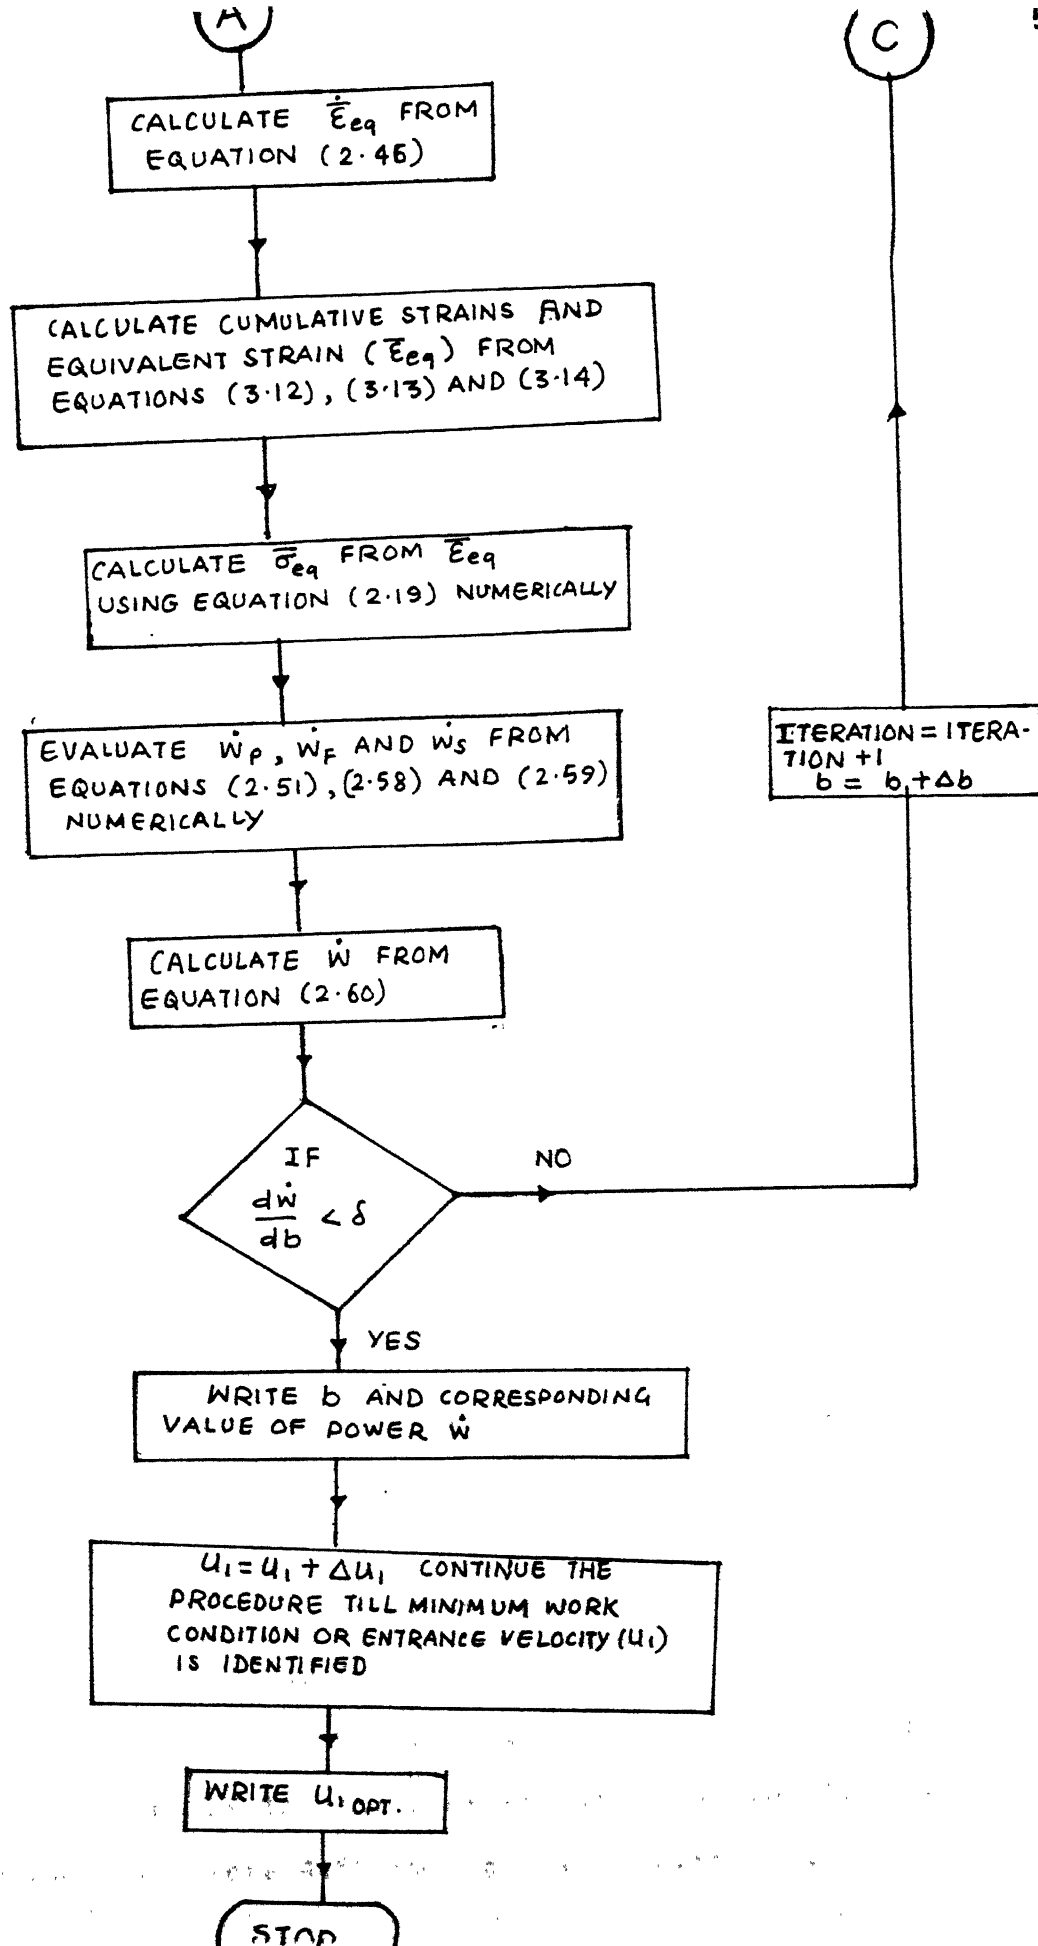 A
C
CALCULATE ε̄̇eq FROM
EQUATION (2.46)
CALCULATE CUMULATIVE STRAINS AND
EQUIVALENT STRAIN (ε̄eq) FROM
EQUATIONS (3.12), (3.13) AND (3.14)
CALCULATE σ̄eq FROM ε̄eq
USING EQUATION (2.19) NUMERICALLY
EVALUATE ẇP, ẇF AND ẇS FROM
EQUATIONS (2.51), (2.58) AND (2.59)
NUMERICALLY
ITERATION = ITERA-
TION +1
b = b + Δb
CALCULATE Ẇ FROM
EQUATION (2.60)
IF
dẇ
db
< δ
NO
YES
WRITE b AND CORRESPONDING
VALUE OF POWER ẇ
u₁ = u₁ + Δu₁ CONTINUE THE
PROCEDURE TILL MINIMUM WORK
CONDITION OR ENTRANCE VELOCITY (u₁)
IS IDENTIFIED
WRITE u₁ OPT.
STOP